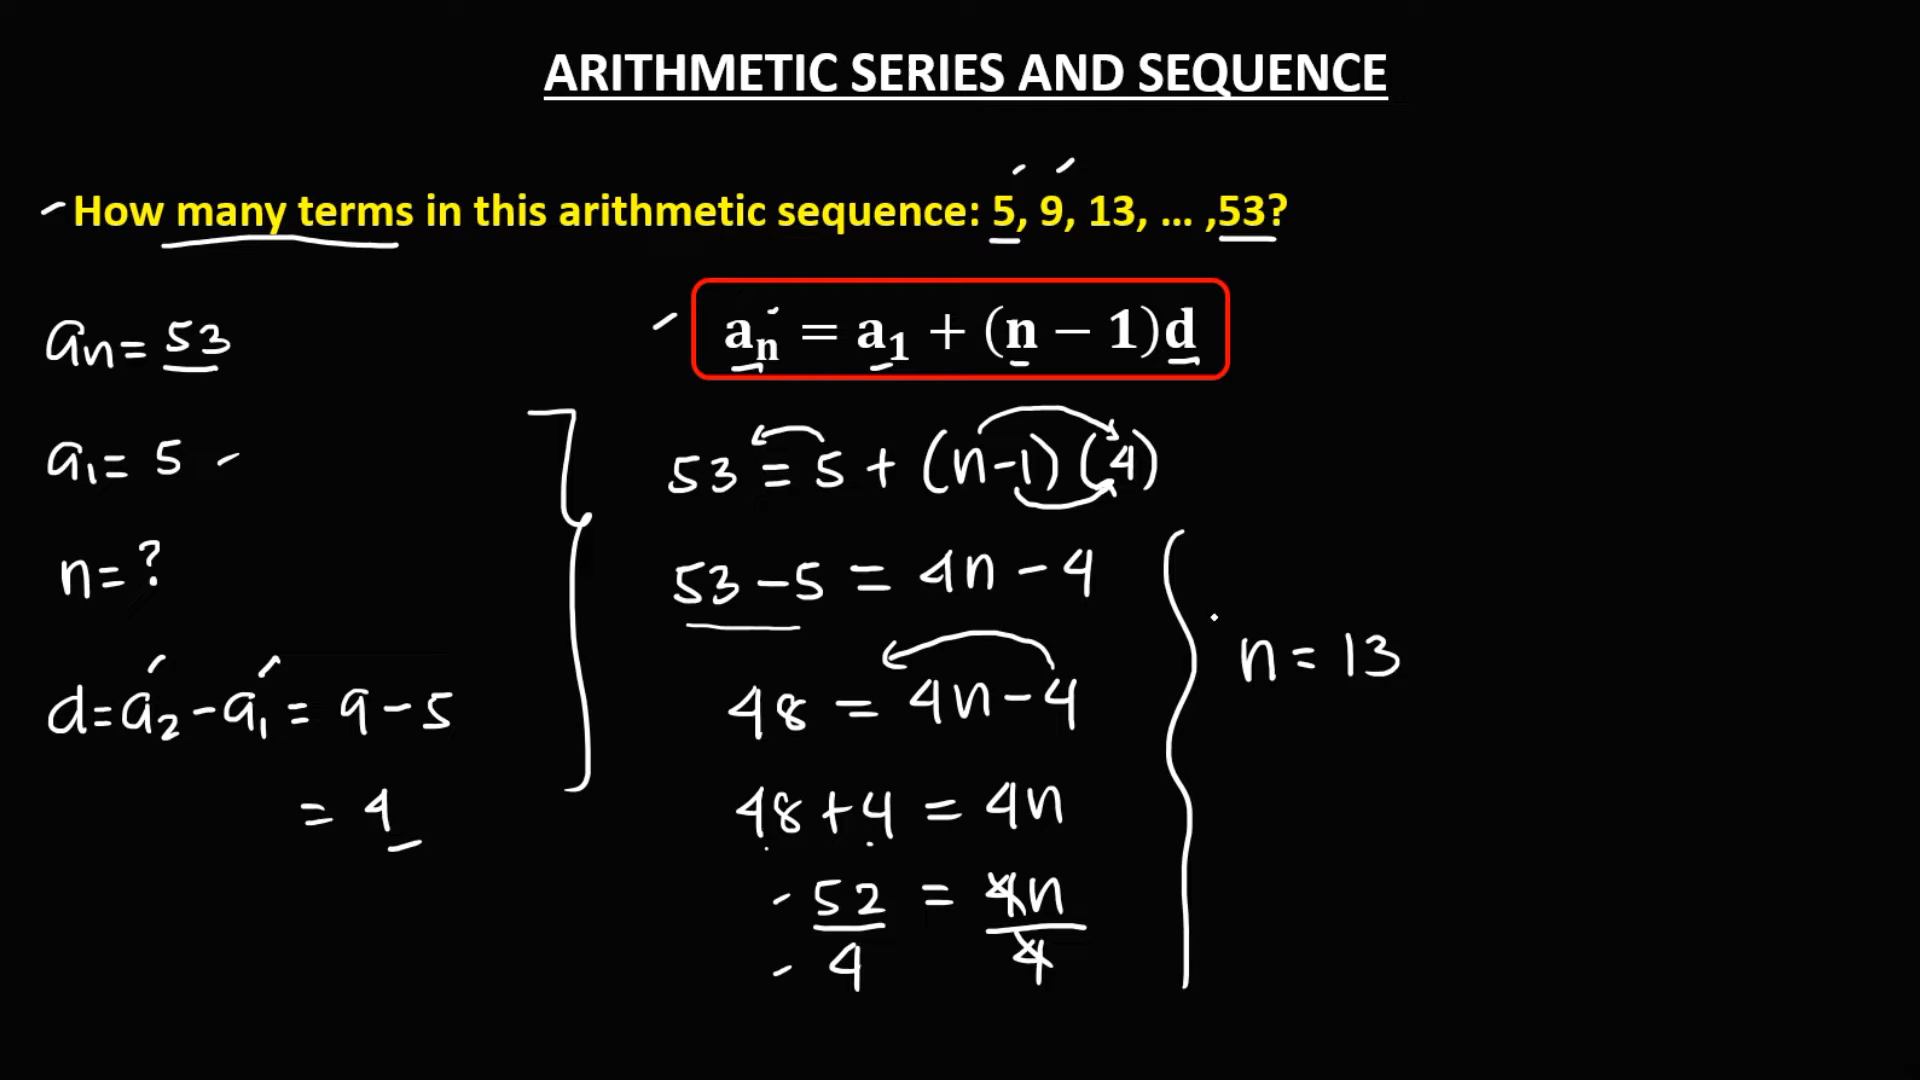 ARITHMETIC SERIES AND SEQUENCE
How many terms in this arithmetic sequence: 5, 9, 13, ... ,53?
aₙ = a₁ + (n − 1)d
aₙ = 53
a₁ = 5
n = ?
d = a₂ - a₁ = 9 - 5
= 4
53 = 5 + (n-1) (4)
53 - 5 = 4n - 4
48 = 4n - 4
48 + 4 = 4n
52 = 4n
4 4
n = 13